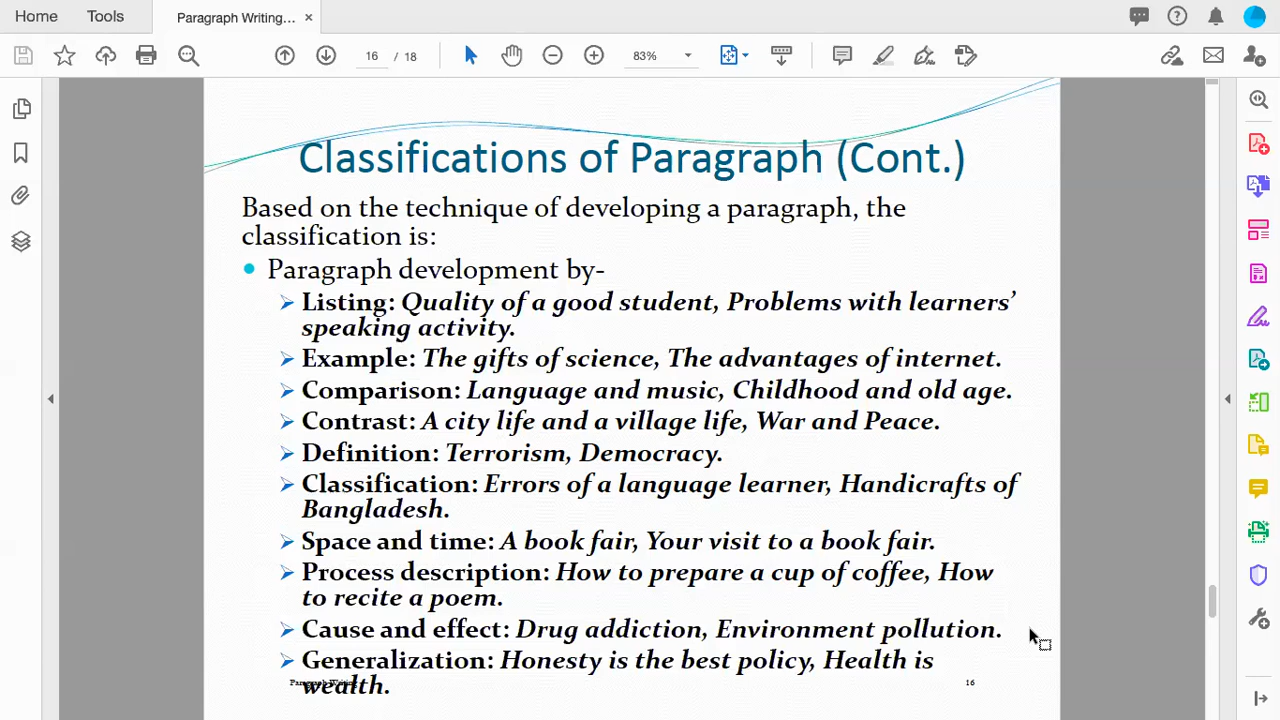 Home Tools Paragraph Writing... ×
16 / 18 83%
Classifications of Paragraph (Cont.)
Based on the technique of developing a paragraph, the
classification is:
Paragraph development by-
Listing: Quality of a good student, Problems with learners’
speaking activity.
Example: The gifts of science, The advantages of internet.
Comparison: Language and music, Childhood and old age.
Contrast: A city life and a village life, War and Peace.
Definition: Terrorism, Democracy.
Classification: Errors of a language learner, Handicrafts of
Bangladesh.
Space and time: A book fair, Your visit to a book fair.
Process description: How to prepare a cup of coffee, How
to recite a poem.
Cause and effect: Drug addiction, Environment pollution.
Generalization: Honesty is the best policy, Health is
wealth.
Paragraph Writing 16